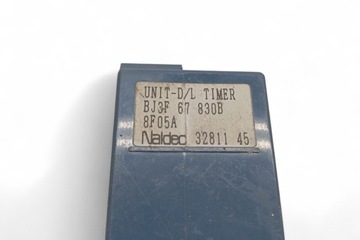 UNIT-D/L TIMER
BJ3F 67 830B
8F05A
Naldec 32811 45